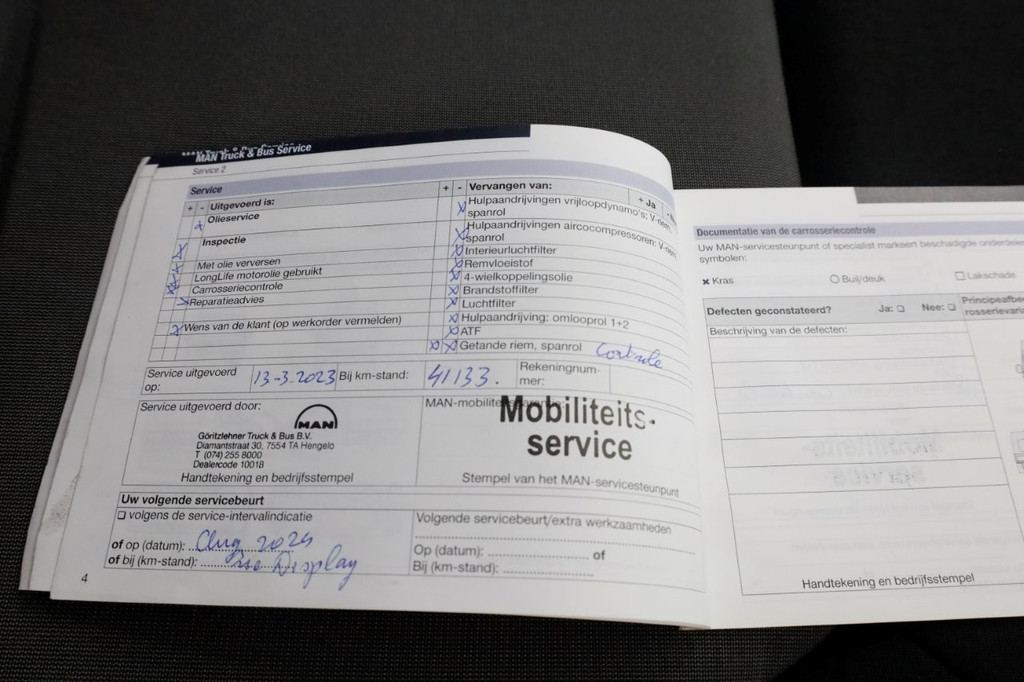 MAN Truck & Bus Service
Service 2
Service
+ - Uitgevoerd is:
Olieservice
Inspectie
Met olie verversen
LongLife motorolie gebruikt
Carrosseriecontrole
Reparatieadvies
Wens van de klant (op werkorder vermelden)
+ - Vervangen van: + Ja
Hulpaandrijvingen vrijloopdynamo's: V-riem,
spanrol
Hulpaandrijvingen aircocompressoren: V-riem,
spanrol
Interieurluchtfilter
Remvloeistof
4-wielkoppelingsolie
Brandstoffilter
Luchtfilter
Hulpaandrijving: omlooprol 1+2
ATF
Getande riem, spanrol Controle
Service uitgevoerd op: 13-3-2023 Bij km-stand: 41133. Rekeningnum-
mer:
Service uitgevoerd door:
MAN
Göritzlehner Truck & Bus B.V.
Diamantstraat 30, 7554 TA Hengelo
T (074) 255 8000
Dealercode 10018
Handtekening en bedrijfsstempel
MAN-mobiliteits
Mobiliteits-
service
Stempel van het MAN-servicesteunpunt
Uw volgende servicebeurt
volgens de service-intervalindicatie
of op (datum): Aug 2024
of bij (km-stand): Display
Volgende servicebeurt/extra werkzaamheden
Op (datum): of
Bij (km-stand):
4
Documentatie van de carrosseriecontrole
Uw MAN-servicesteunpunt of specialist markeert beschadigde
symbolen:
Kras Buil/deuk Lakschade
Defecten geconstateerd? Ja: Nee:
Beschrijving van de defecten:
Handtekening en bedrijfsstempel